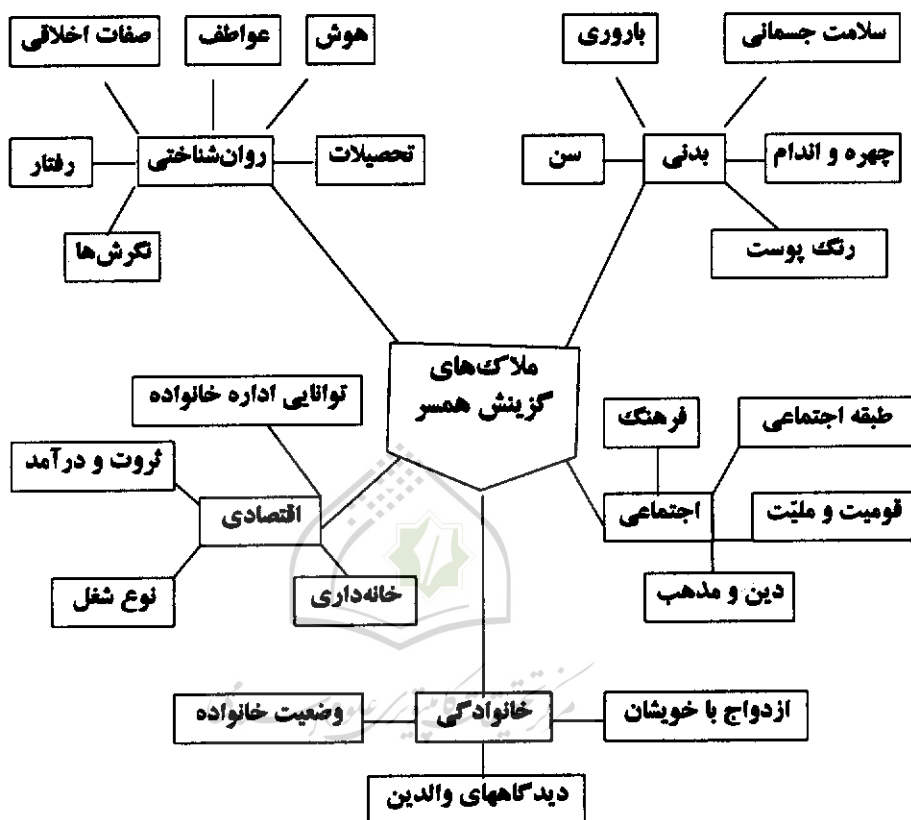 سلامت جسمانی
باروری
چهره و اندام
بدنی
سن
رنگ پوست
هوش
عواطف
صفات اخلاقی
تحصیلات
روان‌شناختی
رفتار
نگرش‌ها
ملاک‌های
گزینش همسر
طبقه اجتماعی
فرهنگ
قومیت و ملیّت
اجتماعی
دین و مذهب
توانایی اداره خانواده
ثروت و درآمد
اقتصادی
خانه‌داری
نوع شغل
ازدواج با خویشان
خانوادگی
وضعیت خانواده
دیدگاههای والدین